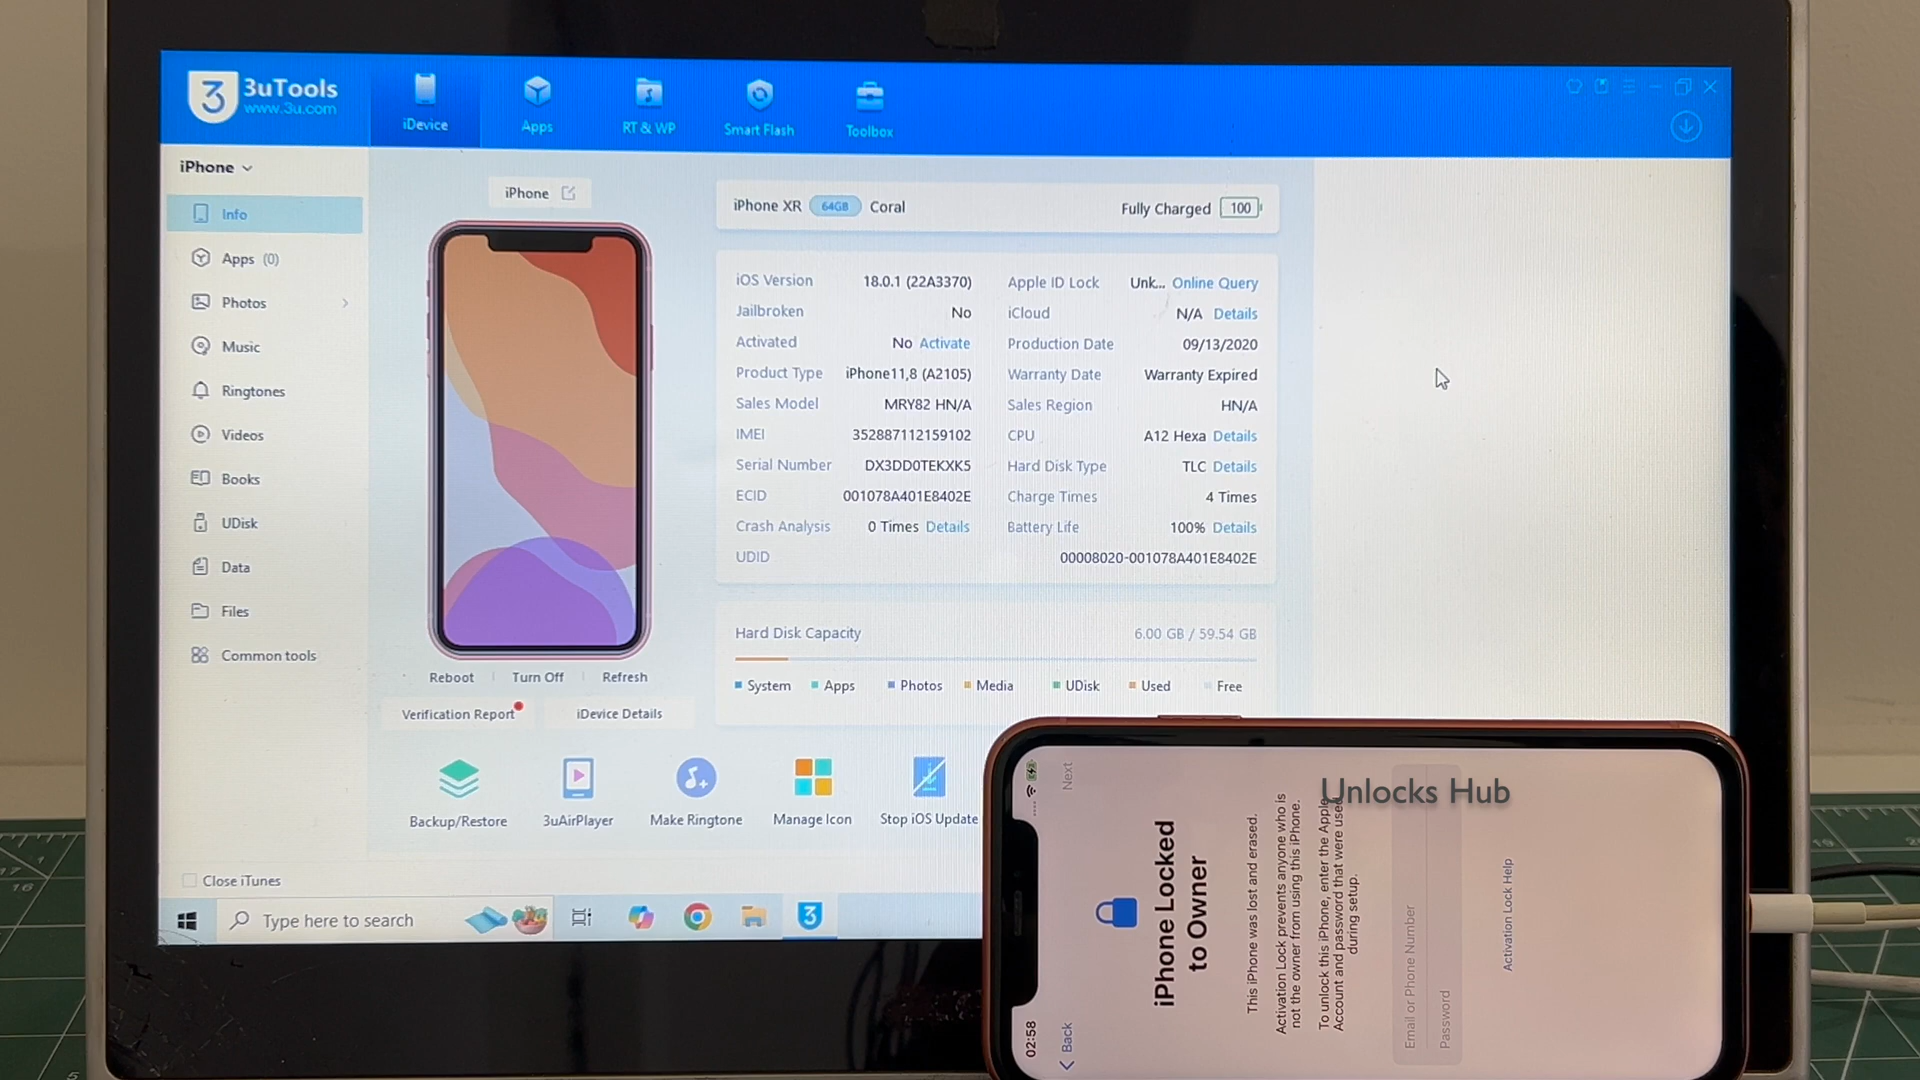 3uTools
www.3u.com
iDevice
Apps
RT & WP
Smart Flash
Toolbox
iPhone
Info
Apps (0)
Photos
Music
Ringtones
Videos
Books
UDisk
Data
Files
Common tools
Close iTunes
iPhone
Reboot
Turn Off
Refresh
Verification Report
iDevice Details
iPhone XR 64GB Coral
Fully Charged 100
iOS Version 18.0.1 (22A3370)
Apple ID Lock Unk... Online Query
Jailbroken No
iCloud N/A Details
Activated No Activate
Production Date 09/13/2020
Product Type iPhone11,8 (A2105)
Warranty Date Warranty Expired
Sales Model MRY82 HN/A
Sales Region HN/A
IMEI 352887112159102
CPU A12 Hexa Details
Serial Number DX3DD0TEKXK5
Hard Disk Type TLC Details
ECID 001078A401E8402E
Charge Times 4 Times
Crash Analysis 0 Times Details
Battery Life 100% Details
UDID 00008020-001078A401E8402E
Hard Disk Capacity 6.00 GB / 59.54 GB
System Apps Photos Media UDisk Used Free
Backup/Restore
3uAirPlayer
Make Ringtone
Manage Icon
Stop iOS Update
Type here to search
3
02:58
Back
Next
iPhone Locked
to Owner
This iPhone was lost and erased.
Activation Lock prevents anyone who is
not the owner from using this iPhone.
To unlock this iPhone, enter the Apple
Account and password that were used
during setup.
Email or Phone Number
Password
Activation Lock Help
Unlocks Hub
17
16
19
5